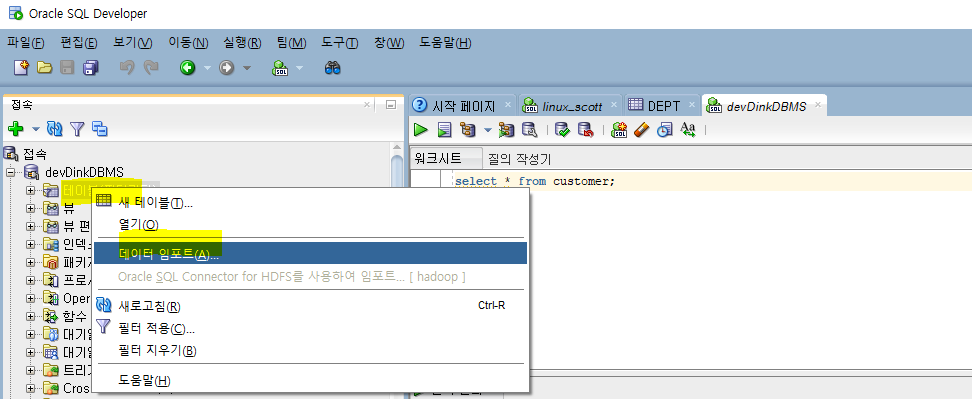 Oracle SQL Developer
파일(F) 편집(E) 보기(V) 이동(N) 실행(R) 팀(M) 도구(T) 창(W) 도움말(H)
접속
시작 페이지 linux_scott DEPT devDinkDBMS
접속
devDinkDBMS
워크시트 질의 작성기
select * from customer;
뷰
뷰 편
인덱스
패키지
프로시
Oper
함수
대기열
대기열
트리거
Cros
새 테이블(T)...
열기(O)
데이터 임포트(A)...
Oracle SQL Connector for HDFS를 사용하여 임포트... [ hadoop ]
새로고침(R) Ctrl-R
필터 적용(C)...
필터 지우기(B)
도움말(H)